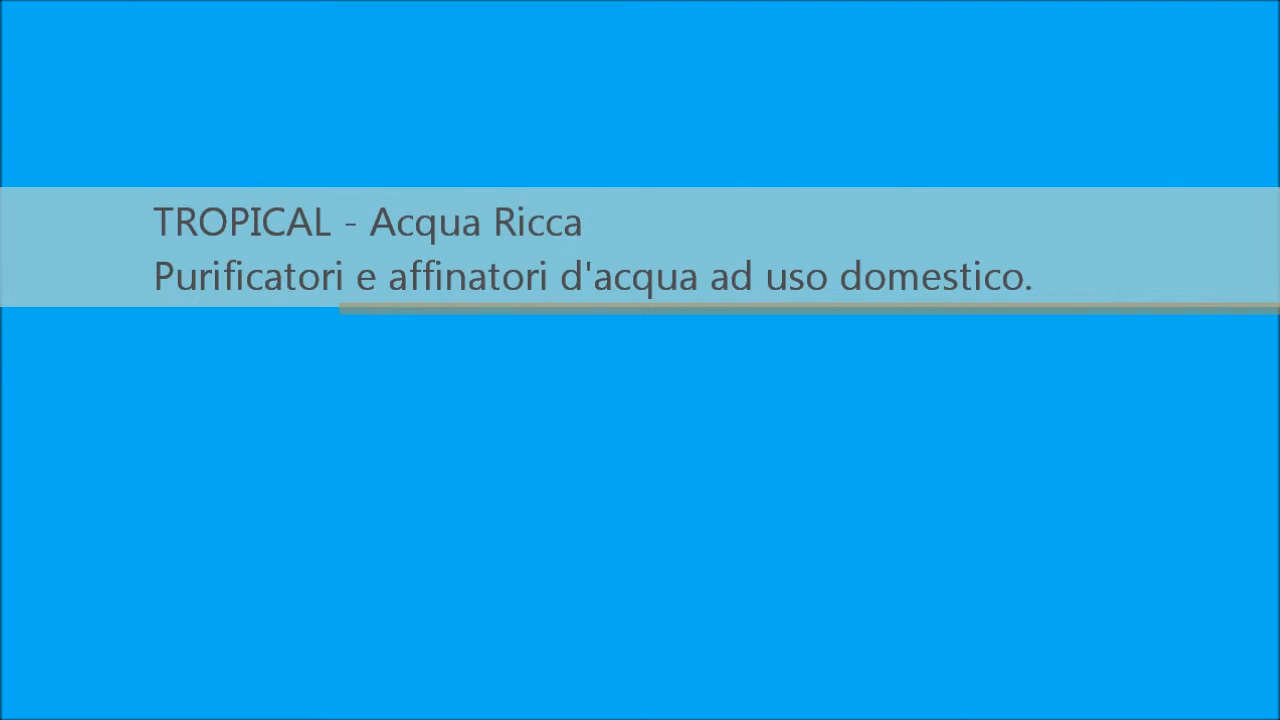 TROPICAL - Acqua Ricca
Purificatori e affinatori d'acqua ad uso domestico.